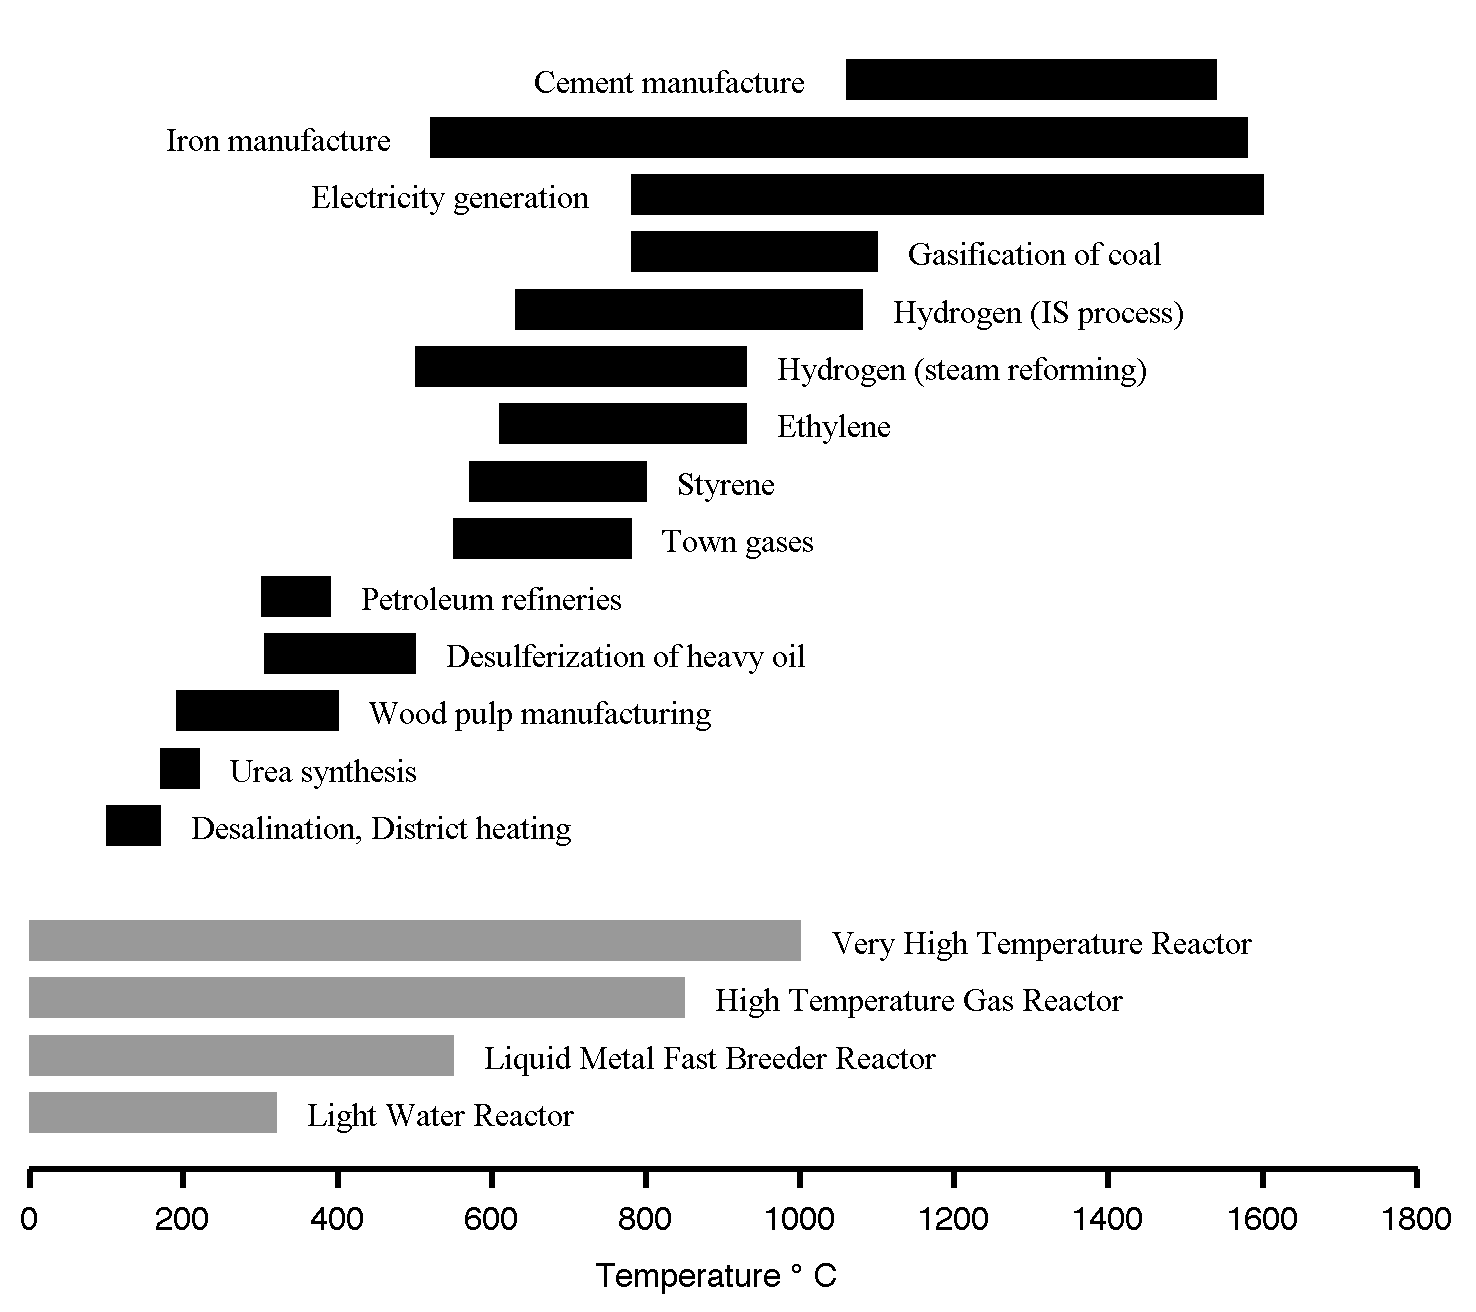 Cement manufacture
Iron manufacture
Electricity generation
Gasification of coal
Hydrogen (IS process)
Hydrogen (steam reforming)
Ethylene
Styrene
Town gases
Petroleum refineries
Desulferization of heavy oil
Wood pulp manufacturing
Urea synthesis
Desalination, District heating
Very High Temperature Reactor
High Temperature Gas Reactor
Liquid Metal Fast Breeder Reactor
Light Water Reactor
0 200 400 600 800 1000 1200 1400 1600 1800
Temperature ° C